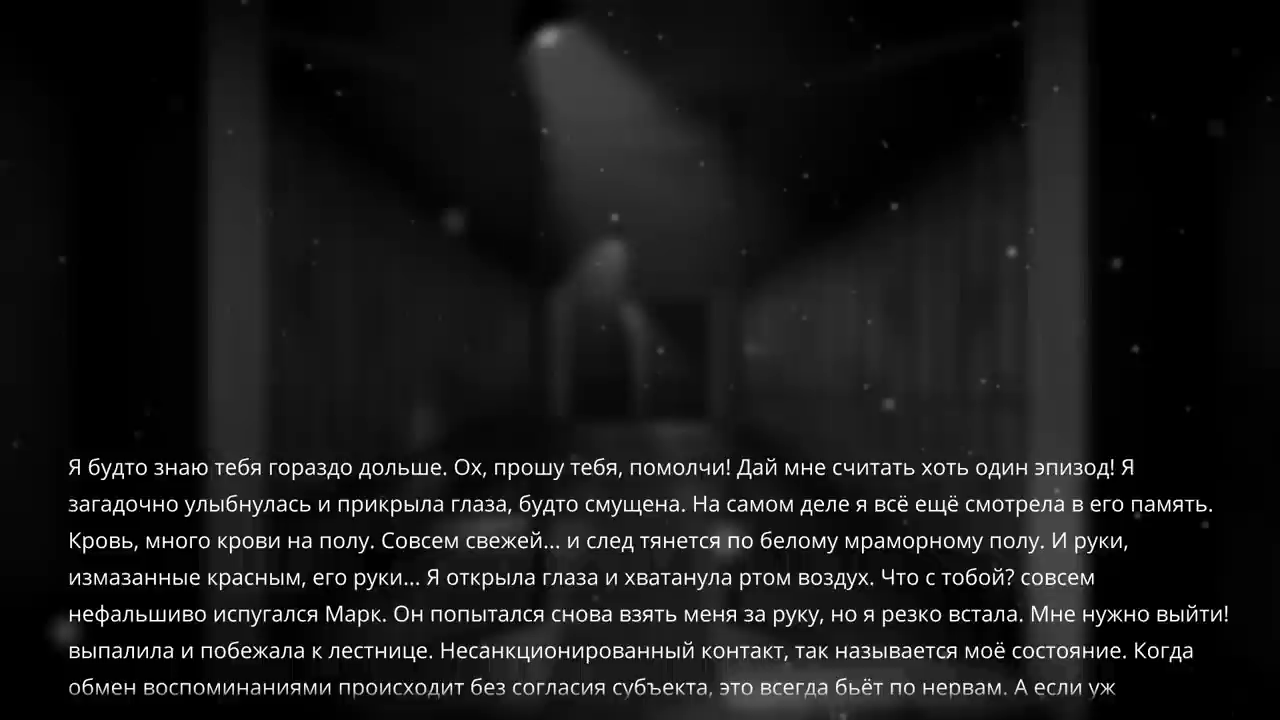 Я будто знаю тебя гораздо дольше. Ох, прошу тебя, помолчи! Дай мне считать хоть один эпизод! Я
загадочно улыбнулась и прикрыла глаза, будто смущена. На самом деле я всё ещё смотрела в его память.
Кровь, много крови на полу. Совсем свежей... и след тянется по белому мраморному полу. И руки,
измазанные красным, его руки... Я открыла глаза и хватанула ртом воздух. Что с тобой? совсем
нефальшиво испугался Марк. Он попытался снова взять меня за руку, но я резко встала. Мне нужно выйти!
выпалила и побежала к лестнице. Несанкционированный контакт, так называется моё состояние. Когда
обмен воспоминаниями происходит без согласия субъекта, это всегда бьёт по нервам. А если уж